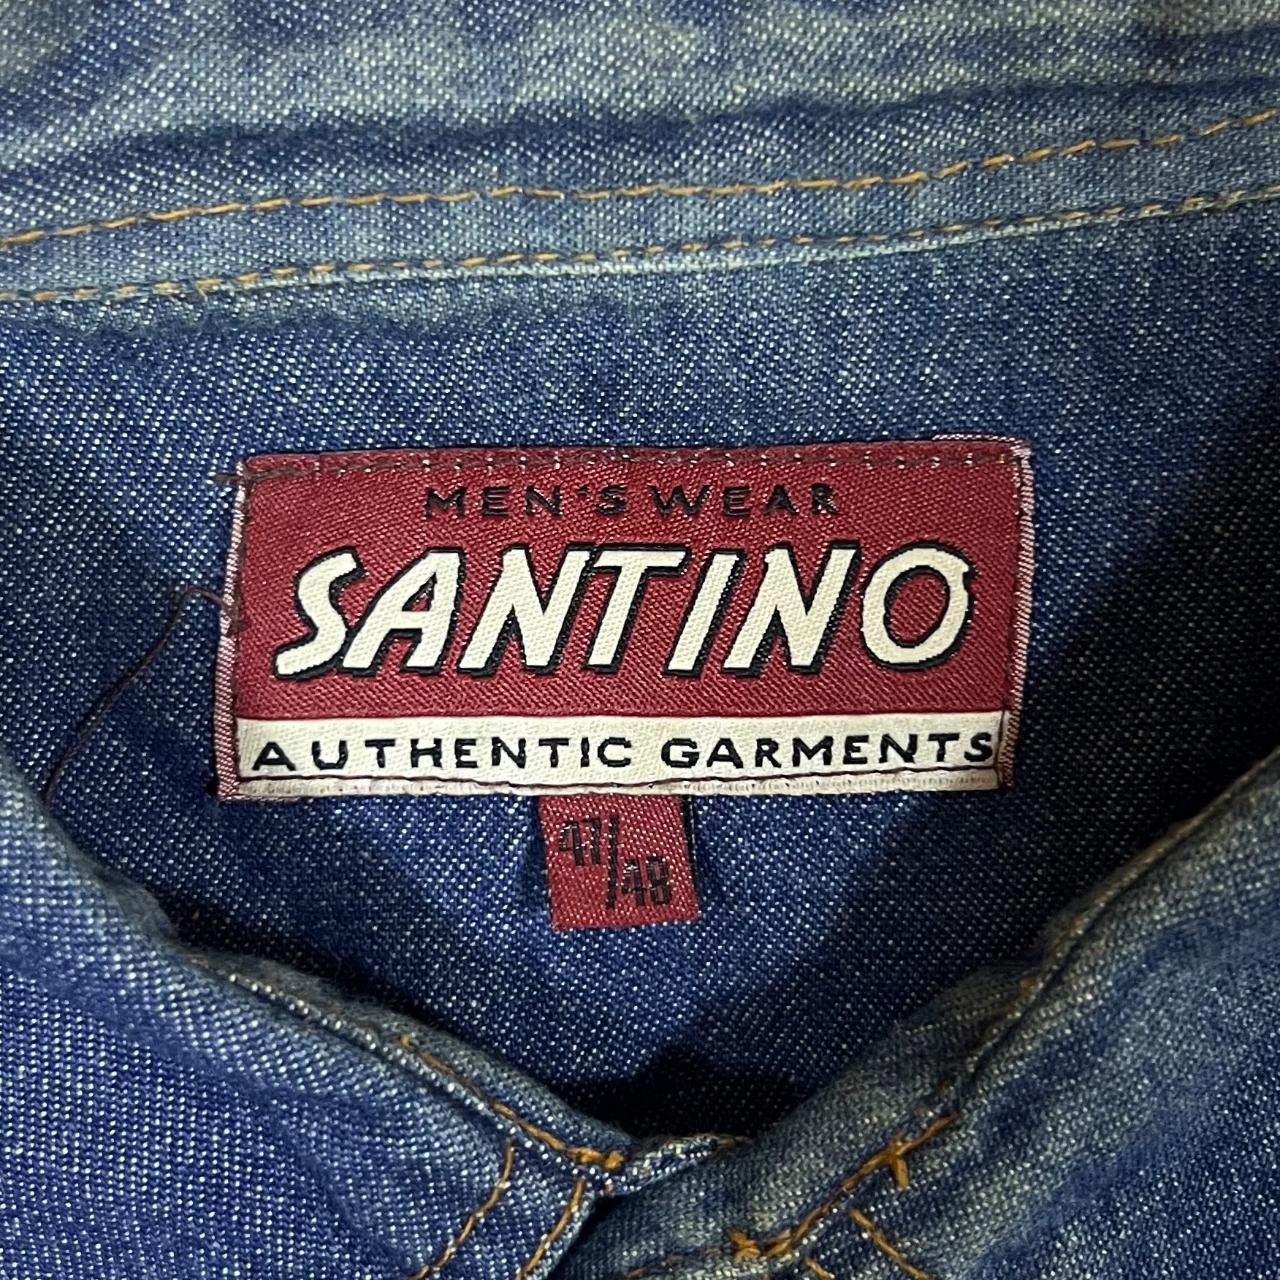 MEN'S WEAR
SANTINO
AUTHENTIC GARMENTS
47/48